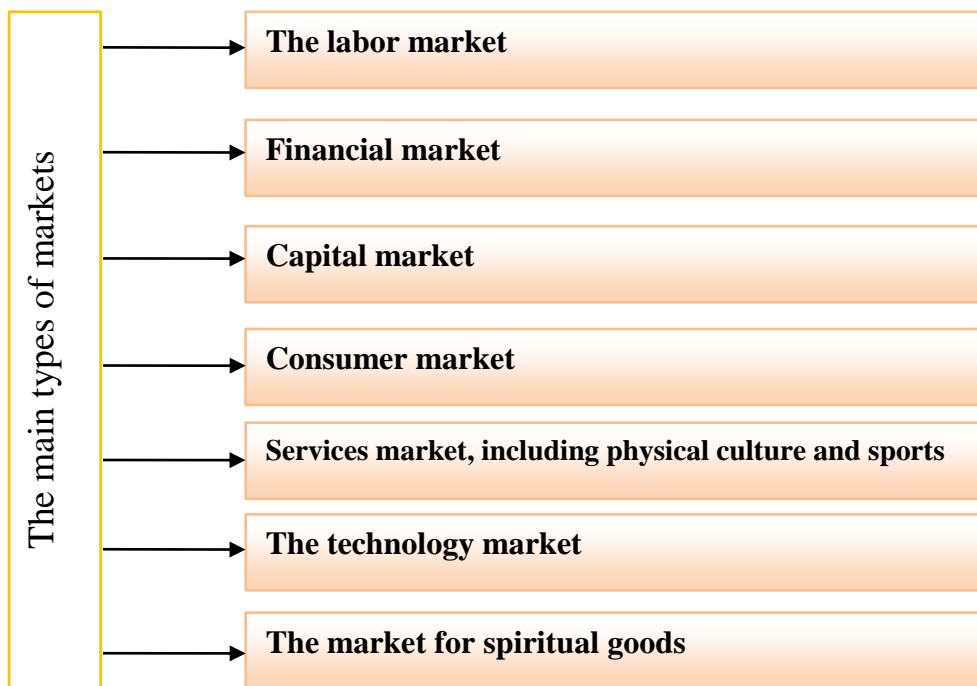 The main types of markets
The labor market
Financial market
Capital market
Consumer market
Services market, including physical culture and sports
The technology market
The market for spiritual goods